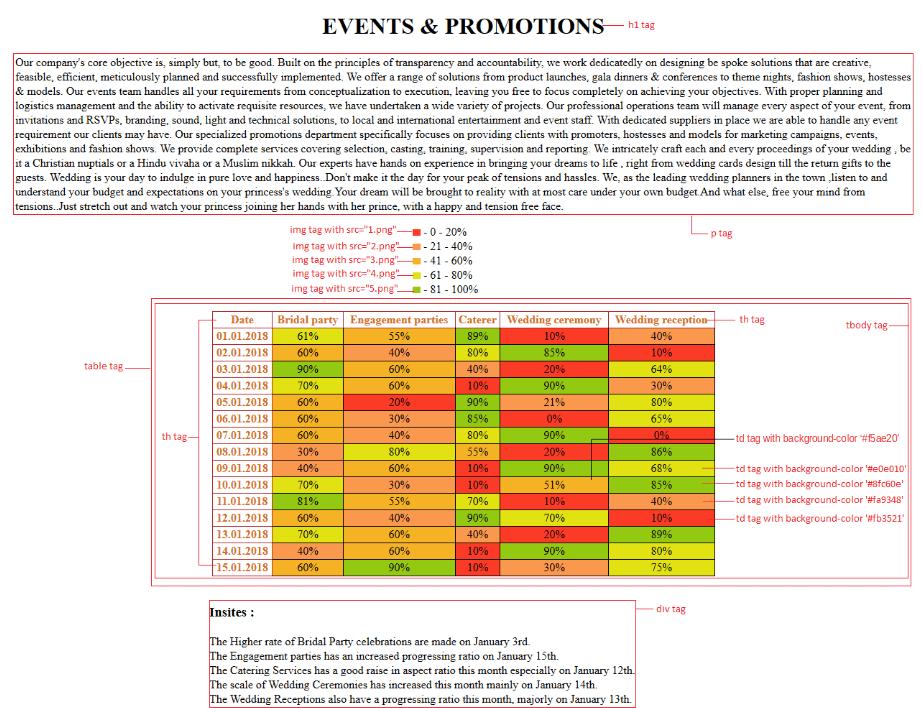 EVENTS & PROMOTIONS h1 tag
Our company's core objective is, simply but, to be good. Built on the principles of transparency and accountability, we work dedicatedly on designing be spoke solutions that are creative,
feasible, efficient, meticulously planned and successfully implemented. We offer a range of solutions from product launches, gala dinners & conferences to theme nights, fashion shows, hostesses
& models. Our events team handles all your requirements from conceptualization to execution, leaving you free to focus completely on achieving your objectives. With proper planning and
logistics management and the ability to activate requisite resources, we have undertaken a wide variety of projects. Our professional operations team will manage every aspect of your event, from
invitations and RSVPs, branding, sound, light and technical solutions, to local and international entertainment and event staff. With dedicated suppliers in place we are able to handle any event
requirement our clients may have. Our specialized promotions department specifically focuses on providing clients with promoters, hostesses and models for marketing campaigns, events,
exhibitions and fashion shows. We provide complete services covering selection, casting, training, supervision and reporting. We intricately craft each and every proceedings of your wedding , be
it a Christian nuptials or a Hindu vivaha or a Muslim nikkah. Our experts have hands on experience in bringing your dreams to life , right from wedding cards design till the return gifts to the
guests. Wedding is your day to indulge in pure love and happiness..Don't make it the day for your peak of tensions and hassles. We, as the leading wedding planners in the town ,listen to and
understand your budget and expectations on your princess's wedding.Your dream will be brought to reality with at most care under your own budget.And what else, free your mind from
tensions..Just stretch out and watch your princess joining her hands with her prince, with a happy and tension free face.
p tag
img tag with src="1.png" - 0 - 20%
img tag with src="2.png" - 21 - 40%
img tag with src="3.png" - 41 - 60%
img tag with src="4.png" - 61 - 80%
img tag with src="5.png" - 81 - 100%
Date Bridal party Engagement parties Caterer Wedding ceremony Wedding reception th tag
tbody tag
01.01.2018 61% 55% 89% 10% 40%
02.01.2018 60% 40% 80% 85% 10%
03.01.2018 90% 60% 40% 20% 64%
table tag
04.01.2018 70% 60% 10% 90% 30%
05.01.2018 60% 20% 90% 21% 80%
06.01.2018 60% 30% 85% 0% 65%
th tag
07.01.2018 60% 40% 80% 90% 0% td tag with background-color '#f5ae20'
08.01.2018 30% 80% 55% 20% 86%
09.01.2018 40% 60% 10% 90% 68% td tag with background-color '#e0e010'
10.01.2018 70% 30% 10% 51% 85% td tag with background-color '#8fc60e'
11.01.2018 81% 55% 70% 10% 40% td tag with background-color '#fa9348'
12.01.2018 60% 40% 90% 70% 10% td tag with background-color '#fb3521'
13.01.2018 70% 60% 40% 20% 89%
14.01.2018 40% 60% 10% 90% 80%
15.01.2018 60% 90% 10% 30% 75%
Insites : div tag
The Higher rate of Bridal Party celebrations are made on January 3rd.
The Engagement parties has an increased progressing ratio on January 15th.
The Catering Services has a good raise in aspect ratio this month especially on January 12th.
The scale of Wedding Ceremonies has increased this month mainly on January 14th.
The Wedding Receptions also have a progressing ratio this month, majorly on January 13th.